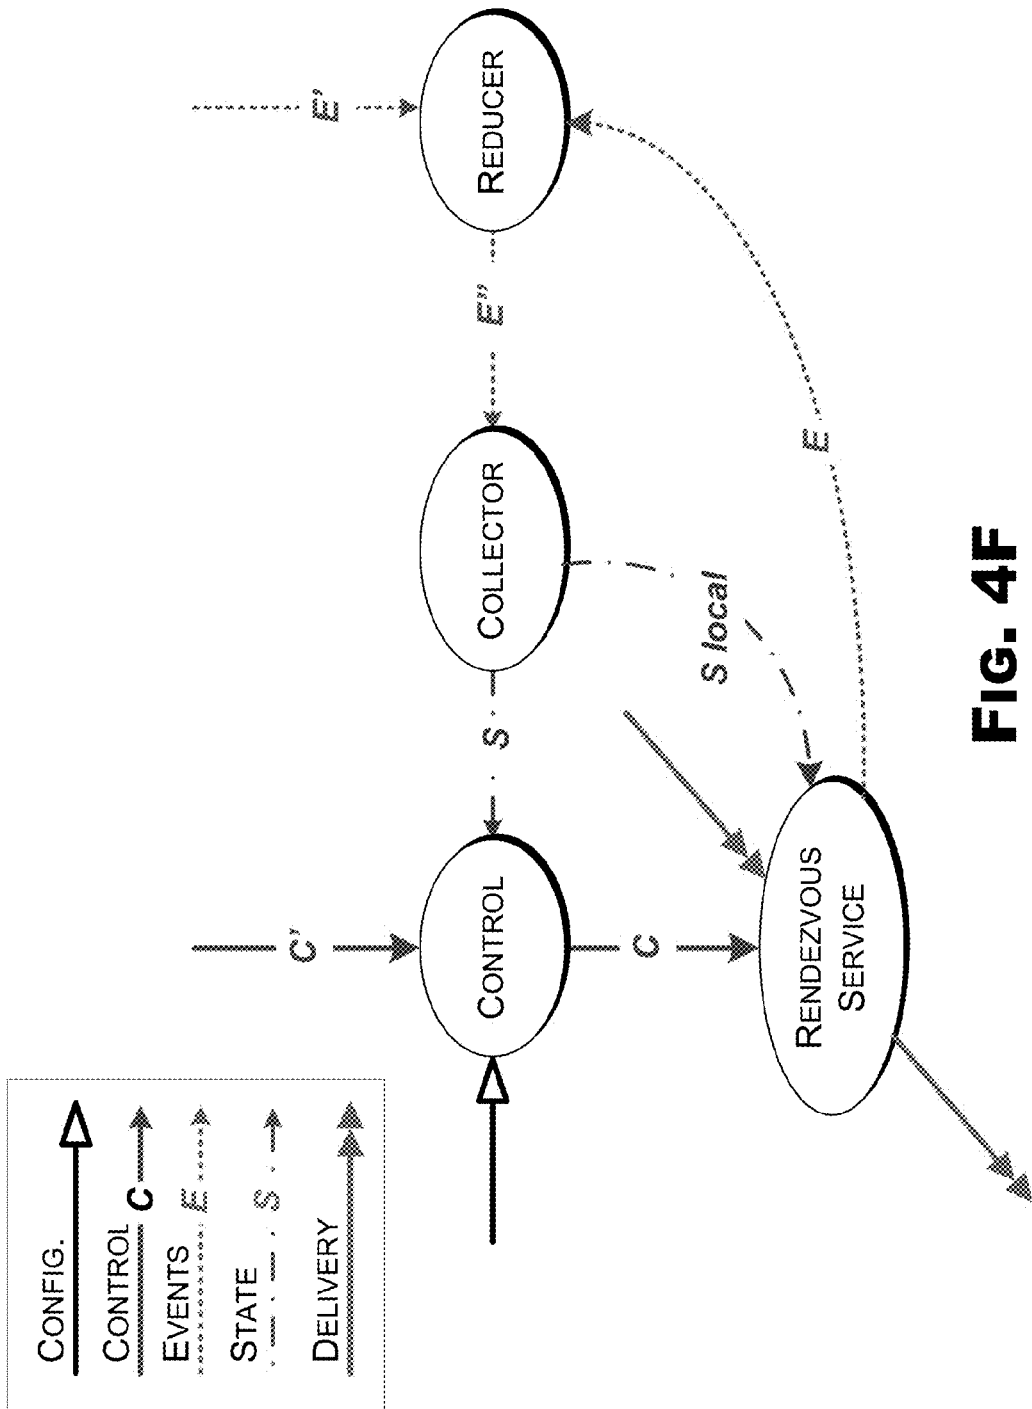 CONFIG.
CONTROL C
EVENTS E
STATE S
DELIVERY
C'
E'
CONTROL
S
COLLECTOR
E"
REDUCER
C
S local
E
RENDEZVOUS
SERVICE
FIG. 4F